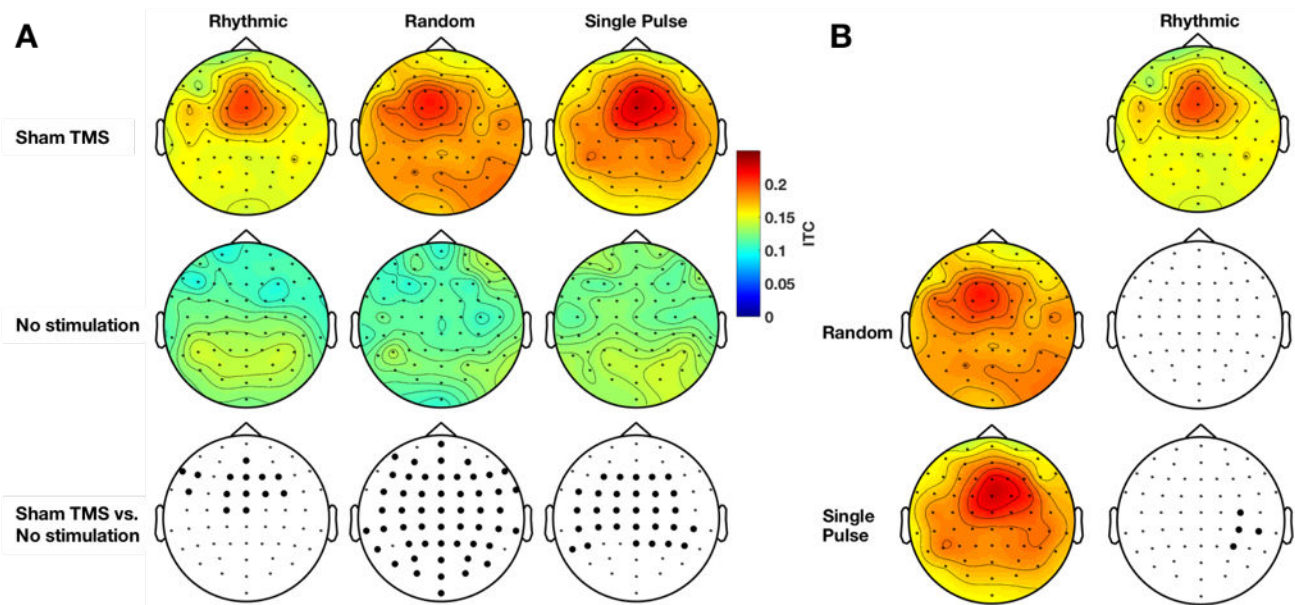 A
Rhythmic
Random
Single Pulse
B
Rhythmic
Sham TMS
0.2
0.15
0.1
0.05
0
ITC
No stimulation
Random
Sham TMS vs.
No stimulation
Single
Pulse